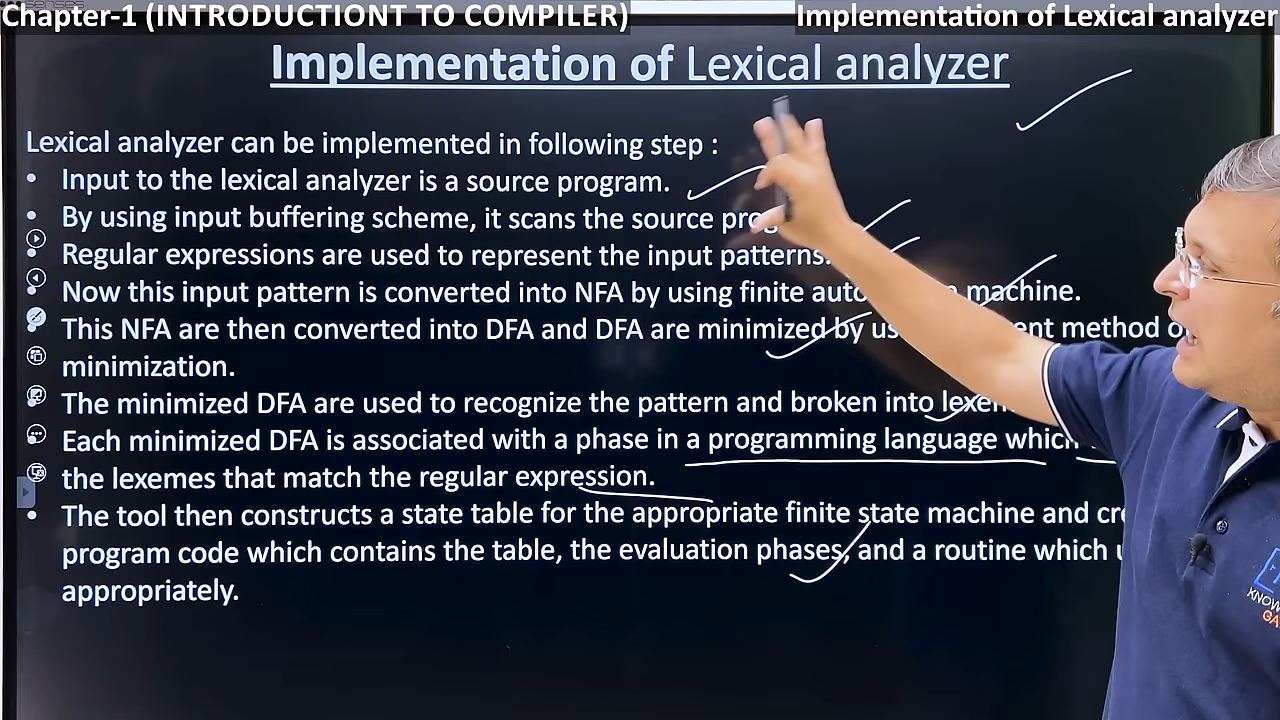 Chapter-1 (INTRODUCTIONT TO COMPILER)
Implementation of Lexical analyzer
Implementation of Lexical analyzer
Lexical analyzer can be implemented in following step :
• Input to the lexical analyzer is a source program.
• By using input buffering scheme, it scans the source
• Regular expressions are used to represent the input patterns.
• Now this input pattern is converted into NFA by using finite machine.
• This NFA are then converted into DFA and DFA are minimized by method
minimization.
• The minimized DFA are used to recognize the pattern and broken into
• Each minimized DFA is associated with a phase in a programming language which
the lexemes that match the regular expression.
• The tool then constructs a state table for the appropriate finite state machine and
program code which contains the table, the evaluation phases, and a routine which
appropriately.